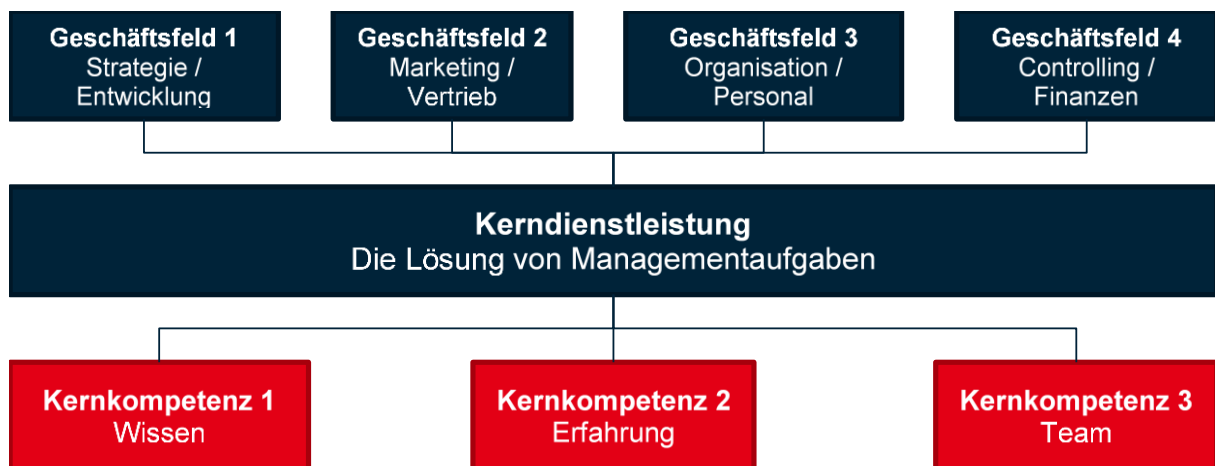 Geschäftsfeld 1
Strategie /
Entwicklung
Geschäftsfeld 2
Marketing /
Vertrieb
Geschäftsfeld 3
Organisation /
Personal
Geschäftsfeld 4
Controlling /
Finanzen
Kerndienstleistung
Die Lösung von Managementaufgaben
Kernkompetenz 1
Wissen
Kernkompetenz 2
Erfahrung
Kernkompetenz 3
Team